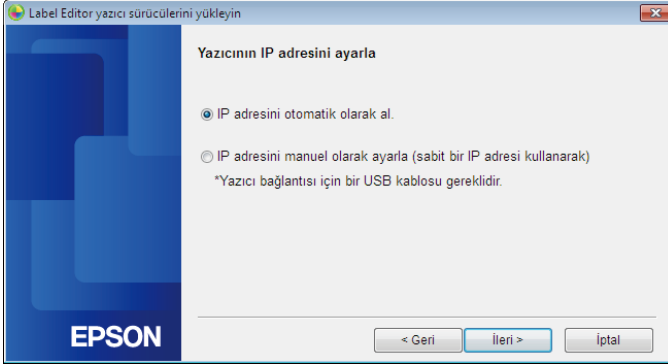 Label Editor yazıcı sürücülerini yükleyin
Yazıcının IP adresini ayarla
IP adresini otomatik olarak al.
IP adresini manuel olarak ayarla (sabit bir IP adresi kullanarak)
*Yazıcı bağlantısı için bir USB kablosu gereklidir.
EPSON
< Geri
İleri >
İptal